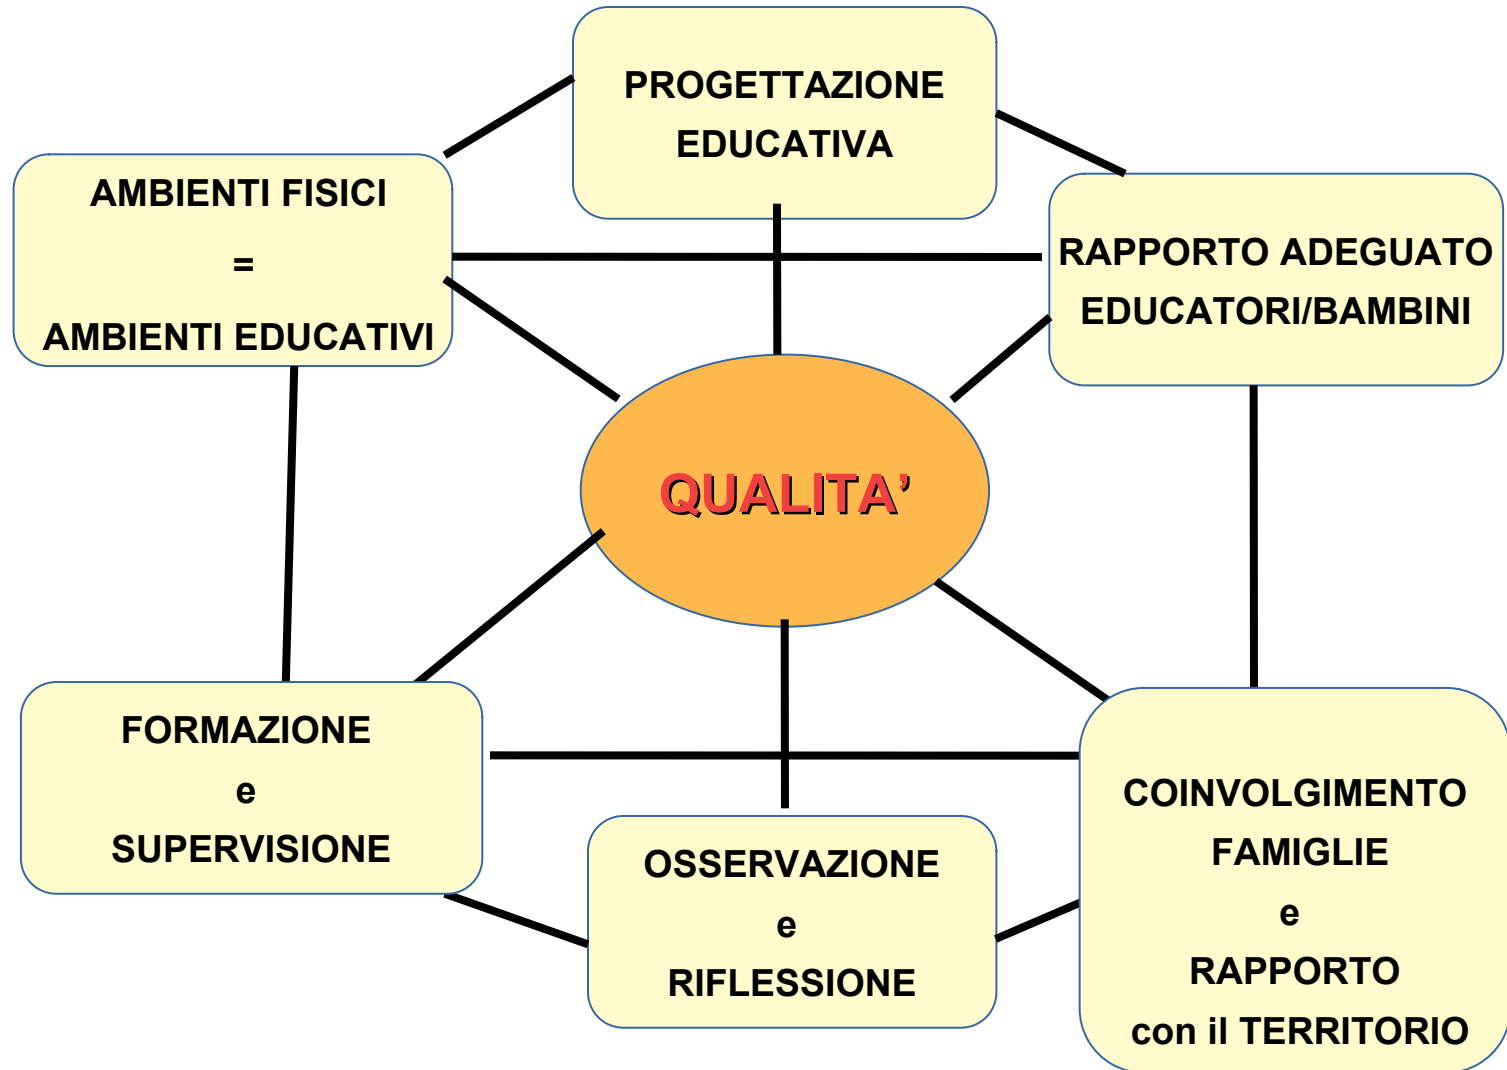 PROGETTAZIONE
EDUCATIVA
AMBIENTI FISICI
=
AMBIENTI EDUCATIVI
RAPPORTO ADEGUATO
EDUCATORI/BAMBINI
QUALITA’
FORMAZIONE
e
SUPERVISIONE
OSSERVAZIONE
e
RIFLESSIONE
COINVOLGIMENTO
FAMIGLIE
e
RAPPORTO
con il TERRITORIO